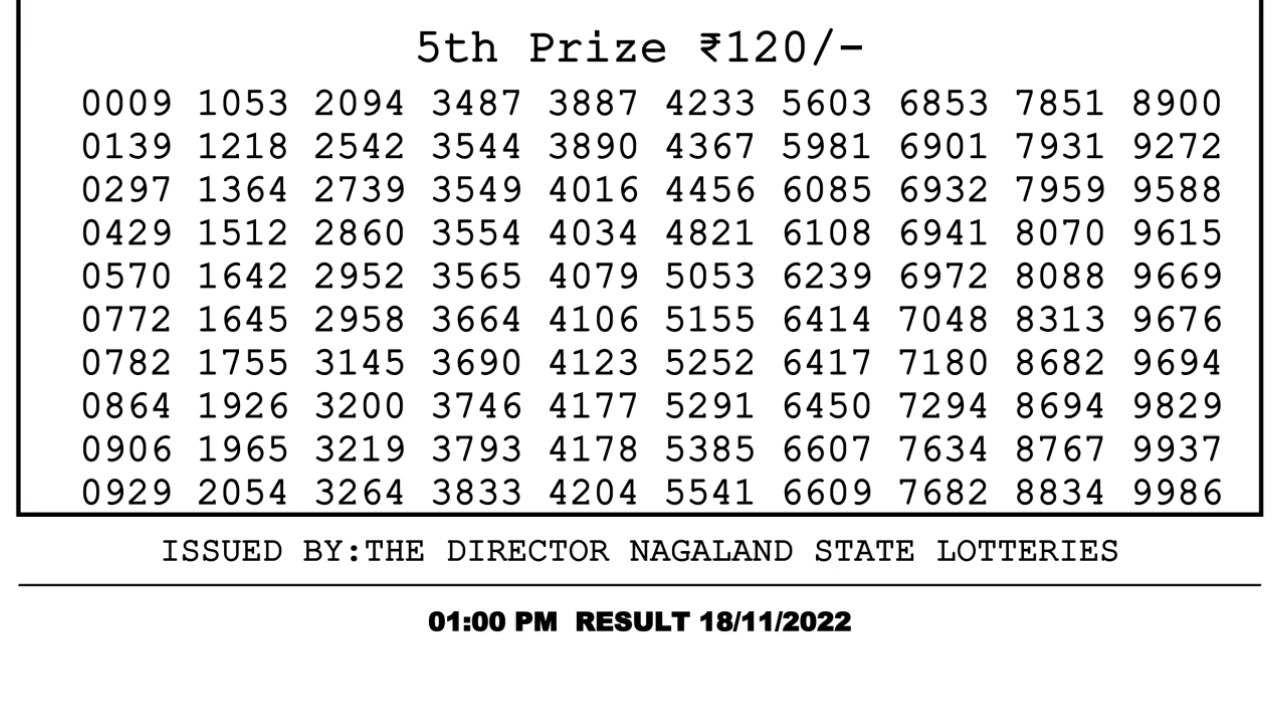 5th Prize ₹120/-
0009 1053 2094 3487 3887 4233 5603 6853 7851 8900
0139 1218 2542 3544 3890 4367 5981 6901 7931 9272
0297 1364 2739 3549 4016 4456 6085 6932 7959 9588
0429 1512 2860 3554 4034 4821 6108 6941 8070 9615
0570 1642 2952 3565 4079 5053 6239 6972 8088 9669
0772 1645 2958 3664 4106 5155 6414 7048 8313 9676
0782 1755 3145 3690 4123 5252 6417 7180 8682 9694
0864 1926 3200 3746 4177 5291 6450 7294 8694 9829
0906 1965 3219 3793 4178 5385 6607 7634 8767 9937
0929 2054 3264 3833 4204 5541 6609 7682 8834 9986
ISSUED BY:THE DIRECTOR NAGALAND STATE LOTTERIES
01:00 PM RESULT 18/11/2022